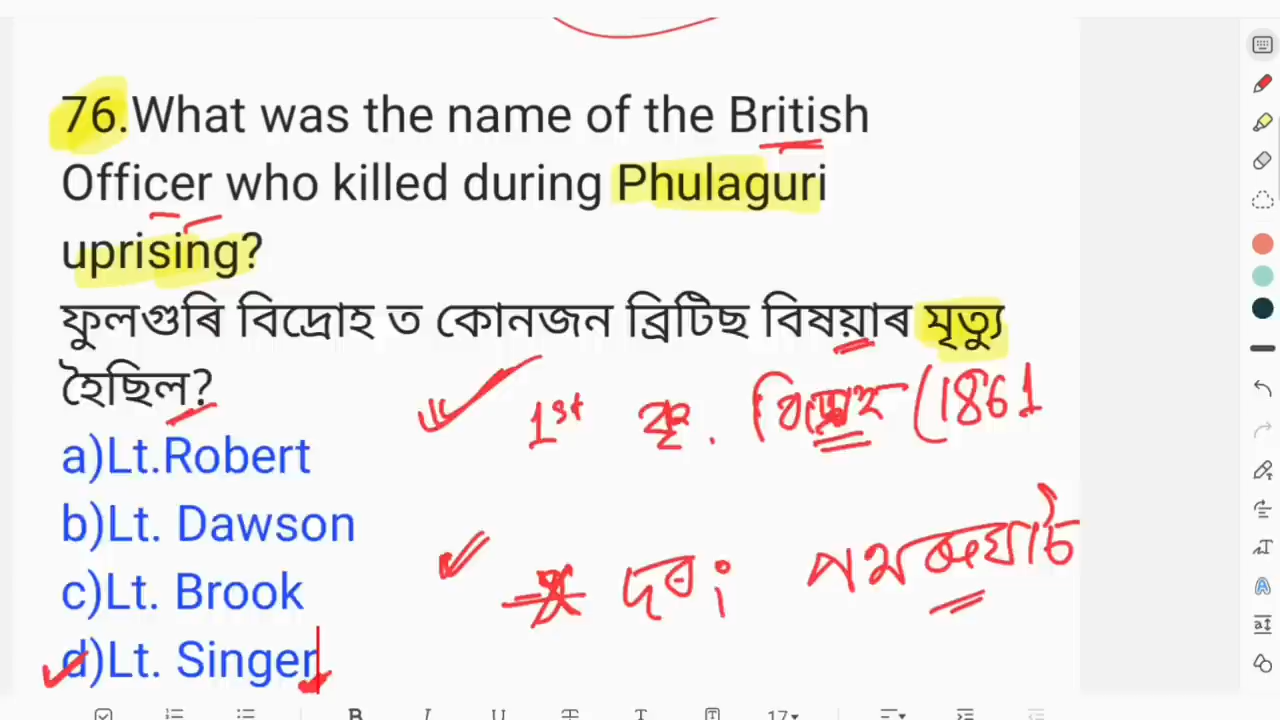 76.What was the name of the British
Officer who killed during Phulaguri
uprising?
ফুলগুৰি বিদ্ৰোহ ত কোনজন ব্ৰিটিছ বিষয়াৰ মৃত্যু
হৈছিল?
a)Lt.Robert
1st কৃ. বিদ্ৰোহ (1861
b)Lt. Dawson
c)Lt. Brook
d)Lt. Singer
B I U T T 17